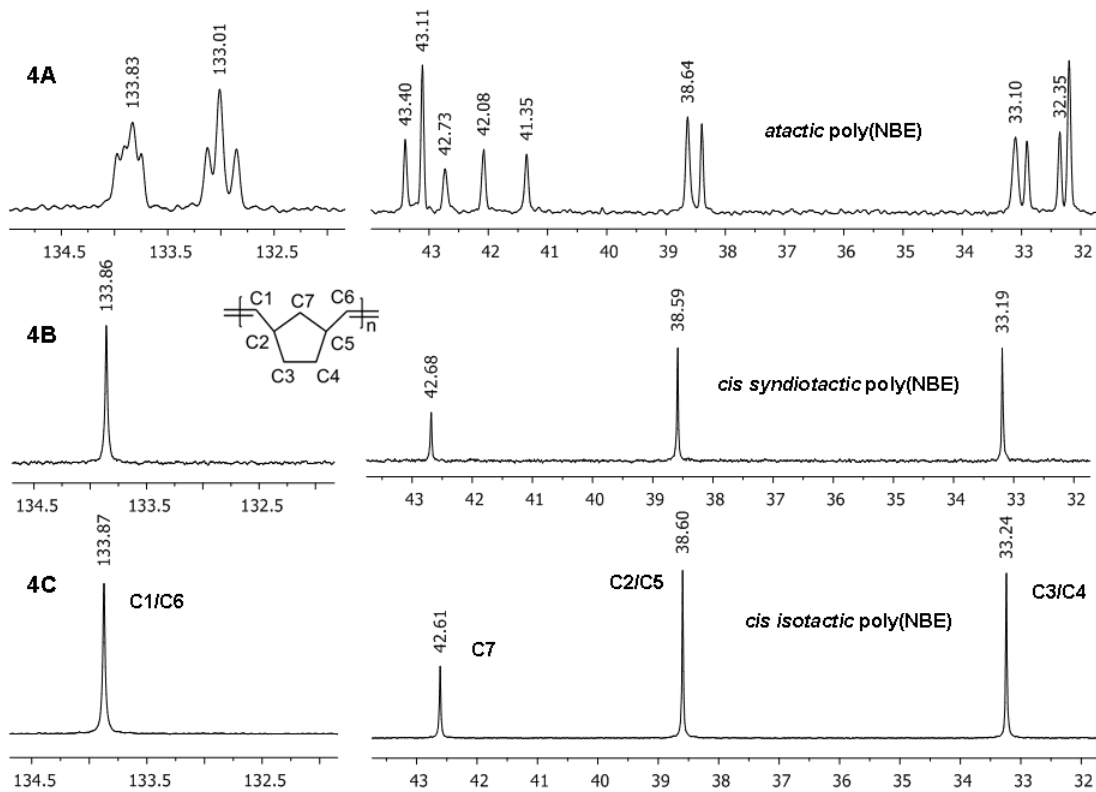 4A
133.83
133.01
43.40
43.11
42.73
42.08
41.35
38.64
33.10
32.35
atactic poly(NBE)
134.5 133.5 132.5
43 42 41 40 39 38 37 36 35 34 33 32
4B
133.86
C1 C7 C6
n
C2 C5
C3 C4
42.68
38.59
33.19
cis syndiotactic poly(NBE)
134.5 133.5 132.5
43 42 41 40 39 38 37 36 35 34 33 32
4C
133.87
C1/C6
42.61
C7
C2/C5
38.60
33.24
C3/C4
cis isotactic poly(NBE)
134.5 133.5 132.5
43 42 41 40 39 38 37 36 35 34 33 32